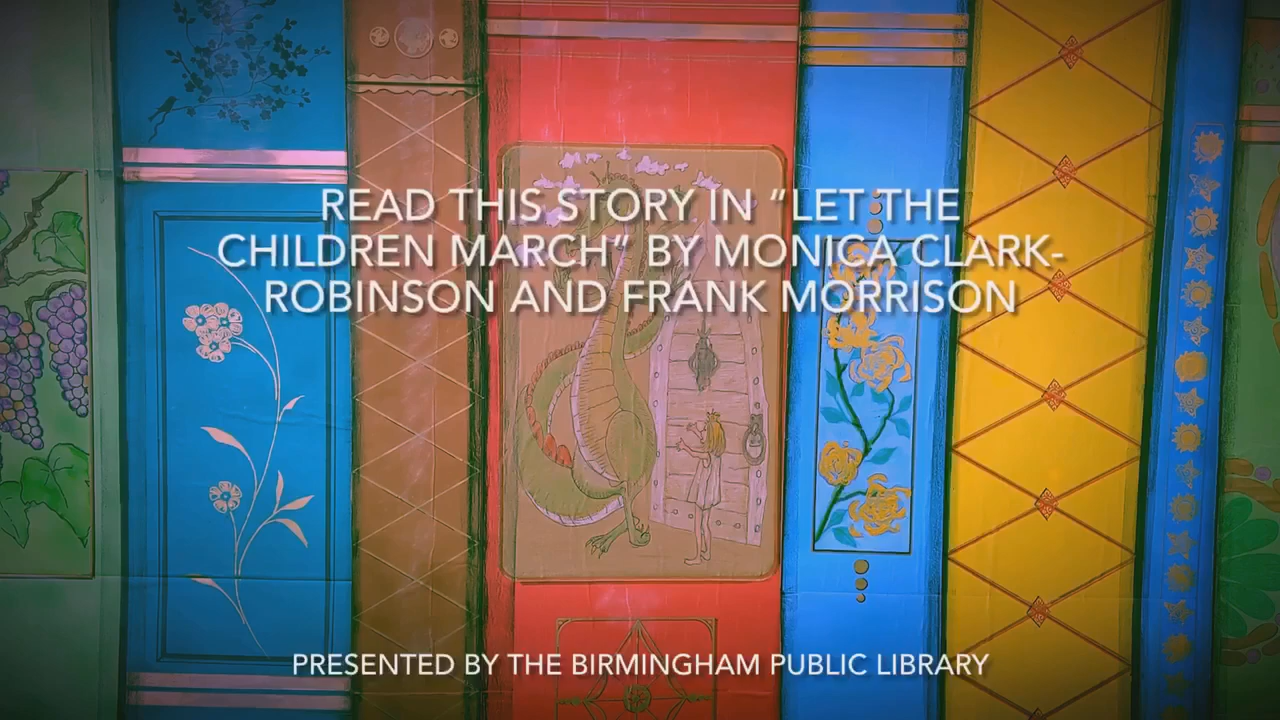 READ THIS STORY IN “LET THE
CHILDREN MARCH” BY MONICA CLARK-
ROBINSON AND FRANK MORRISON
PRESENTED BY THE BIRMINGHAM PUBLIC LIBRARY